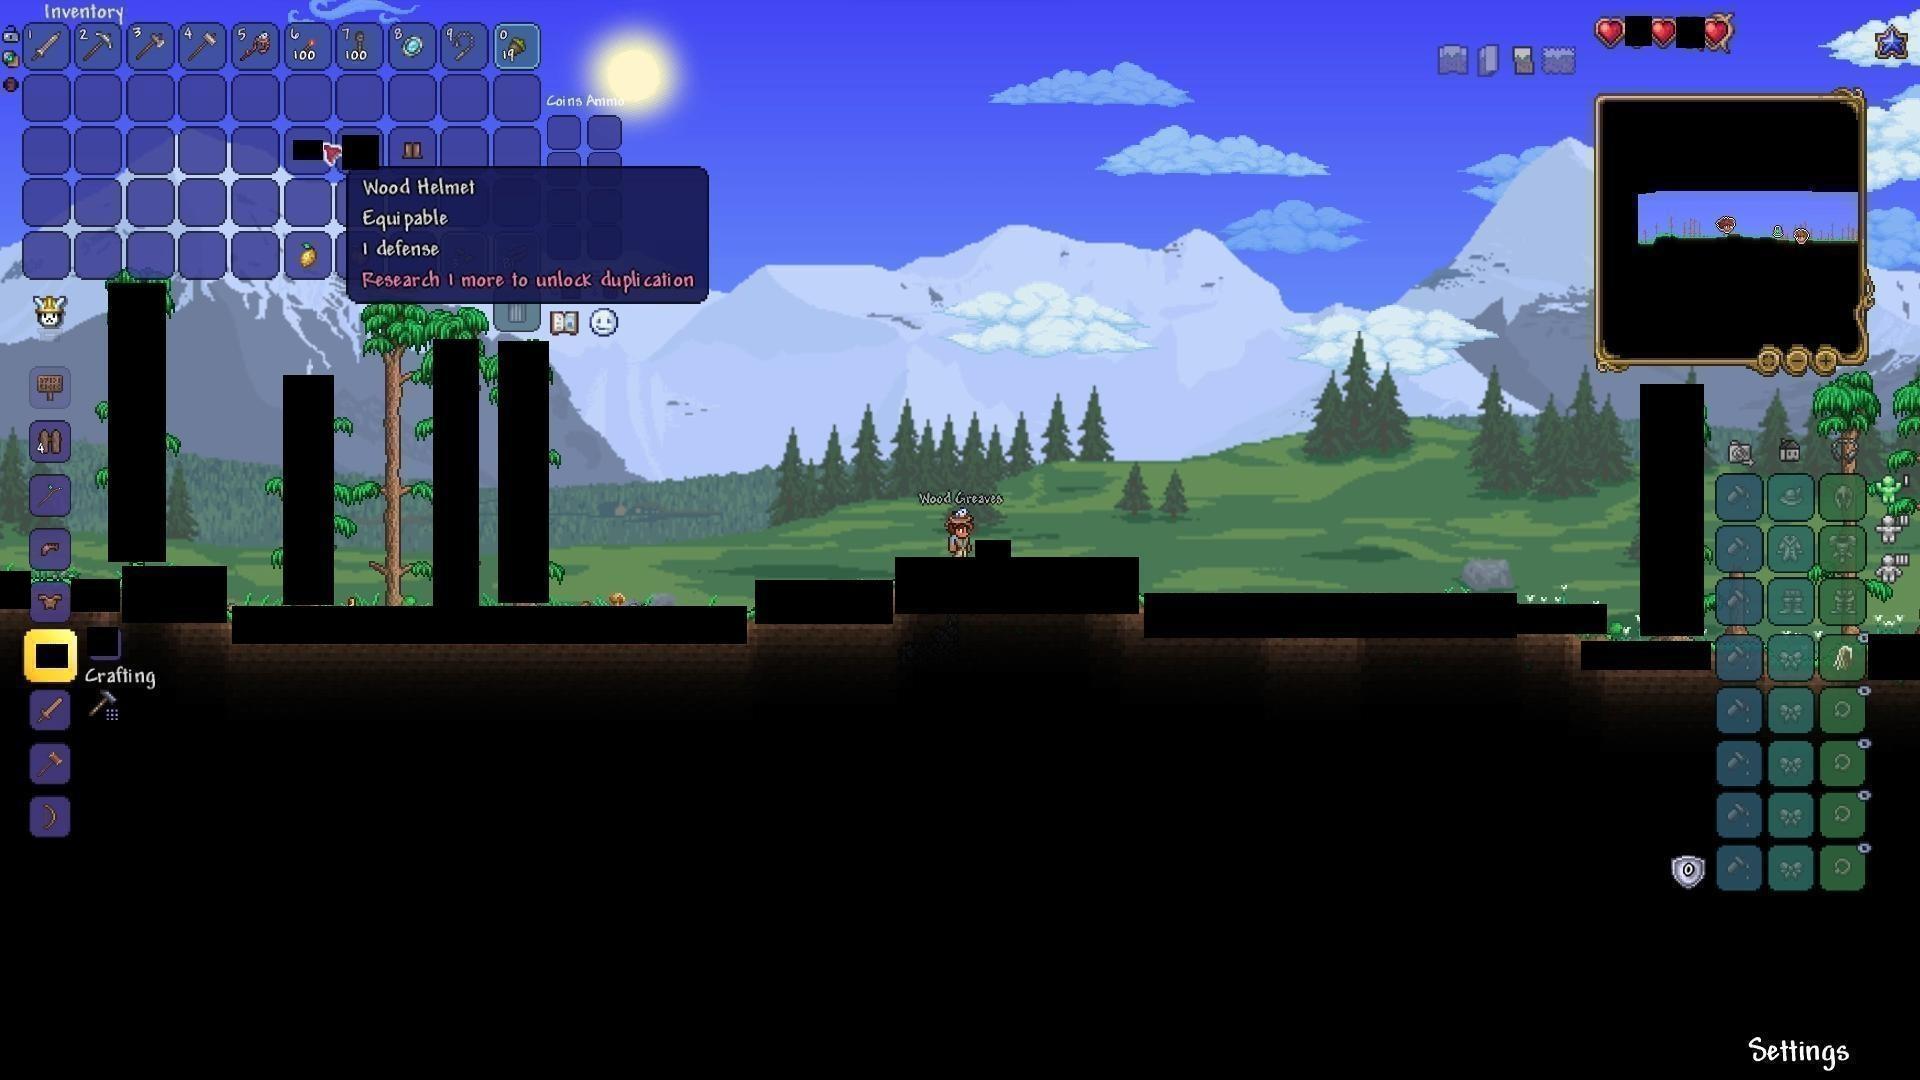 Inventory
1
2
3
4
5
6
100
7
100
8
9
0
19
Coins Ammo
Wood Helmet
Equipable
1 defense
Research 1 more to unlock duplication
4
Wood Greaves
Crafting
0
Settings